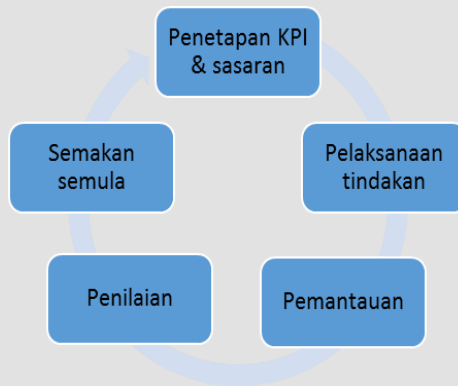 Penetapan KPI
& sasaran
Pelaksanaan
tindakan
Pemantauan
Penilaian
Semakan
semula